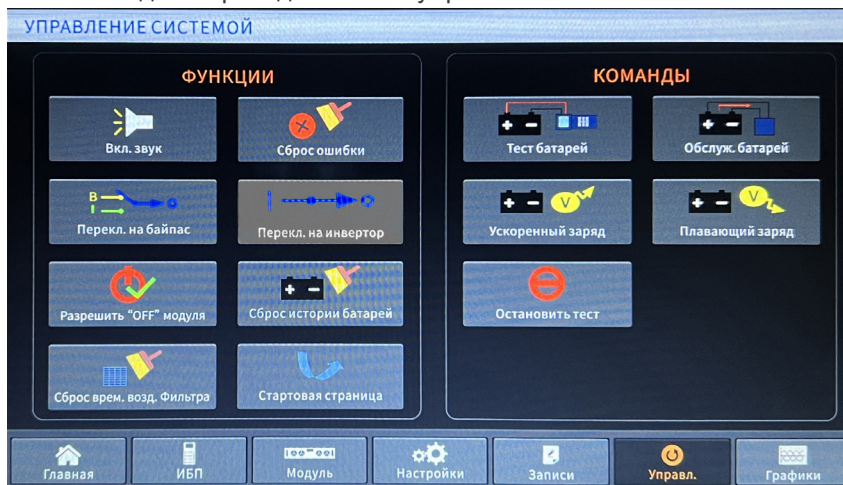 УПРАВЛЕНИЕ СИСТЕМОЙ
ФУНКЦИИ
КОМАНДЫ
Вкл. звук
Сброс ошибки
Тест батарей
Обслуж. батарей
B
I
Перекл. на байпас
Перекл. на инвертор
V
Ускоренный заряд
V
Плавающий заряд
Разрешить "OFF" модуля
Сброс истории батарей
Остановить тест
Сброс врем. возд. Фильтра
Стартовая страница
Главная
ИБП
Модуль
Настройки
Записи
Управл.
Графики